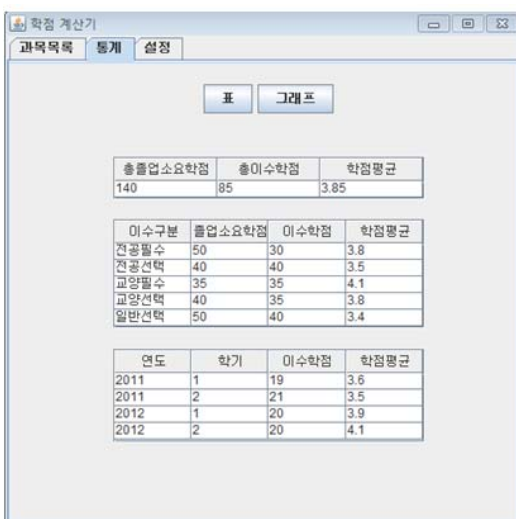 학점 계산기
과목목록 통계 설정
표 그래프
총졸업소요학점 총이수학점 학점평균
140 85 3.85
이수구분 졸업소요학점 이수학점 학점평균
전공필수 50 30 3.8
전공선택 40 40 3.5
교양필수 35 35 4.1
교양선택 40 35 3.8
일반선택 50 40 3.4
연도 학기 이수학점 학점평균
2011 1 19 3.6
2011 2 21 3.5
2012 1 20 3.9
2012 2 20 4.1